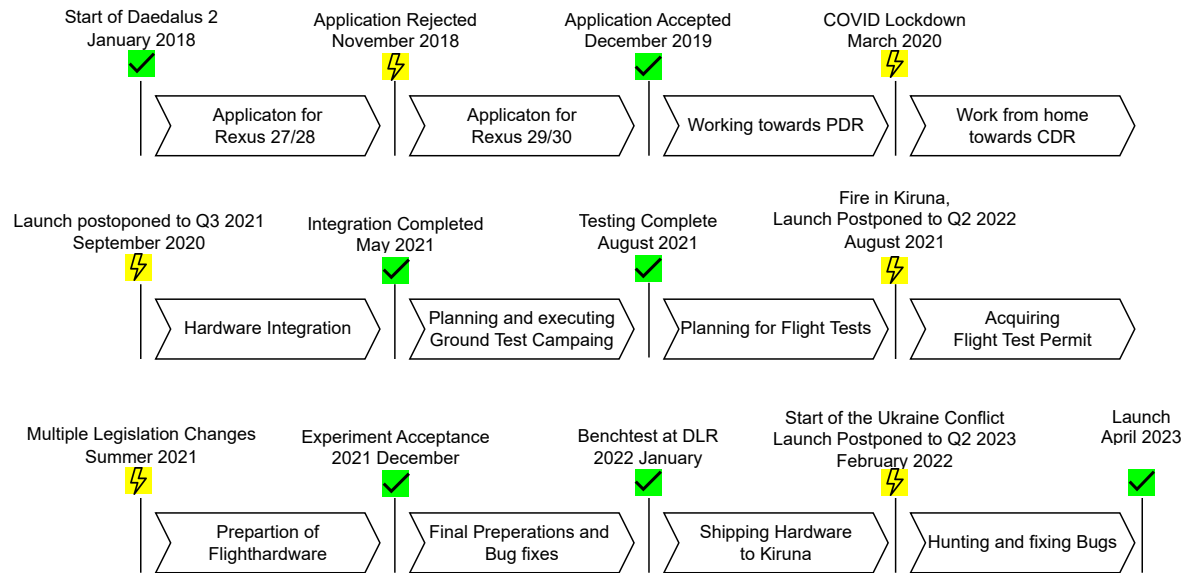 Start of Daedalus 2
January 2018
Application Rejected
November 2018
Application Accepted
December 2019
COVID Lockdown
March 2020
Applicaton for
Rexus 27/28
Applicaton for
Rexus 29/30
Working towards PDR
Work from home
towards CDR
Launch postoponed to Q3 2021
September 2020
Integration Completed
May 2021
Testing Complete
August 2021
Fire in Kiruna,
Launch Postponed to Q2 2022
August 2021
Hardware Integration
Planning and executing
Ground Test Campaing
Planning for Flight Tests
Acquiring
Flight Test Permit
Multiple Legislation Changes
Summer 2021
Experiment Acceptance
2021 December
Benchtest at DLR
2022 January
Start of the Ukraine Conflict
Launch Postponed to Q2 2023
February 2022
Launch
April 2023
Prepartion of
Flighthardware
Final Preperations and
Bug fixes
Shipping Hardware
to Kiruna
Hunting and fixing Bugs